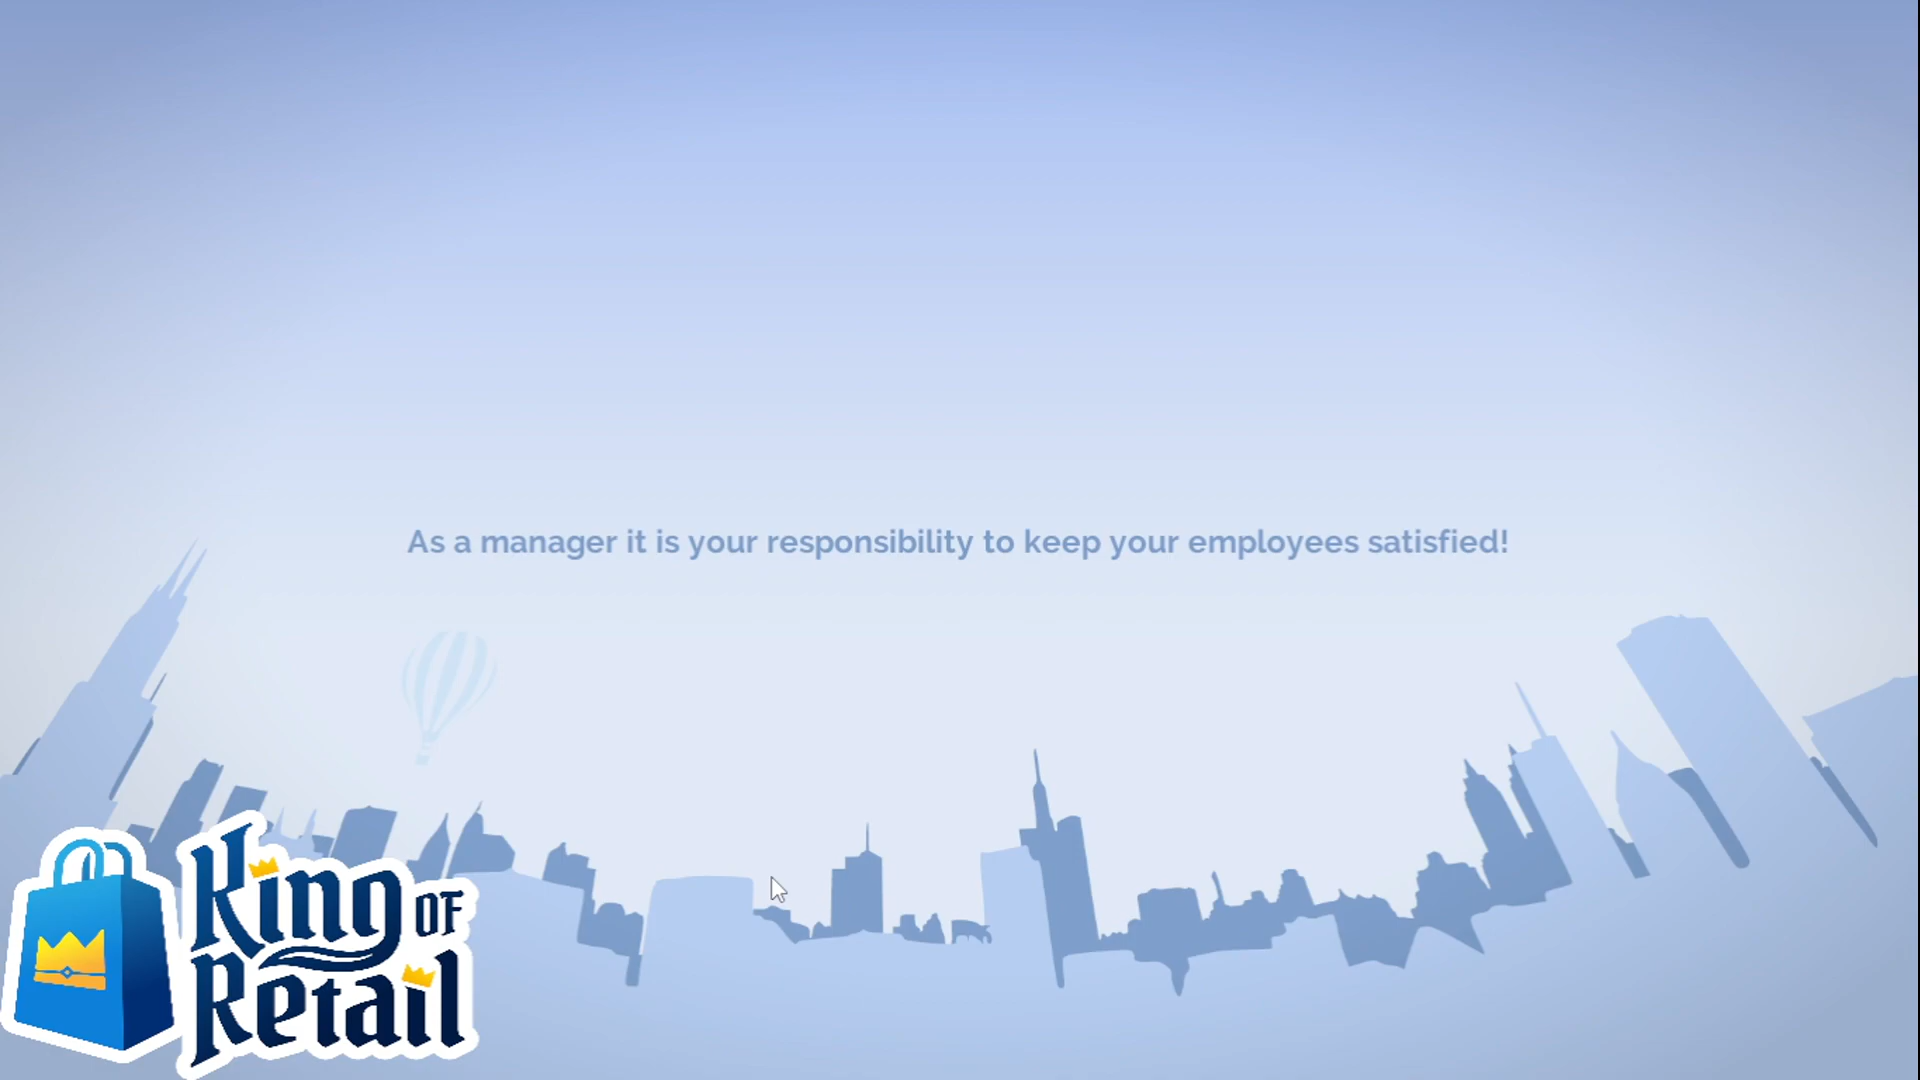 As a manager it is your responsibility to keep your employees satisfied!
King OF
Retail